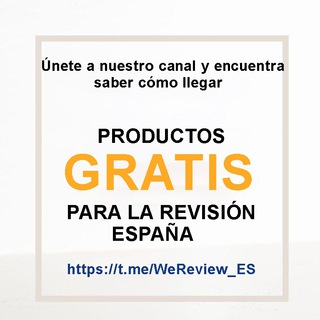 Únete a nuestro canal y encuentra
saber cómo llegar
PRODUCTOS
GRATIS
PARA LA REVISIÓN
ESPAÑA
https://t.me/WeReview_ES